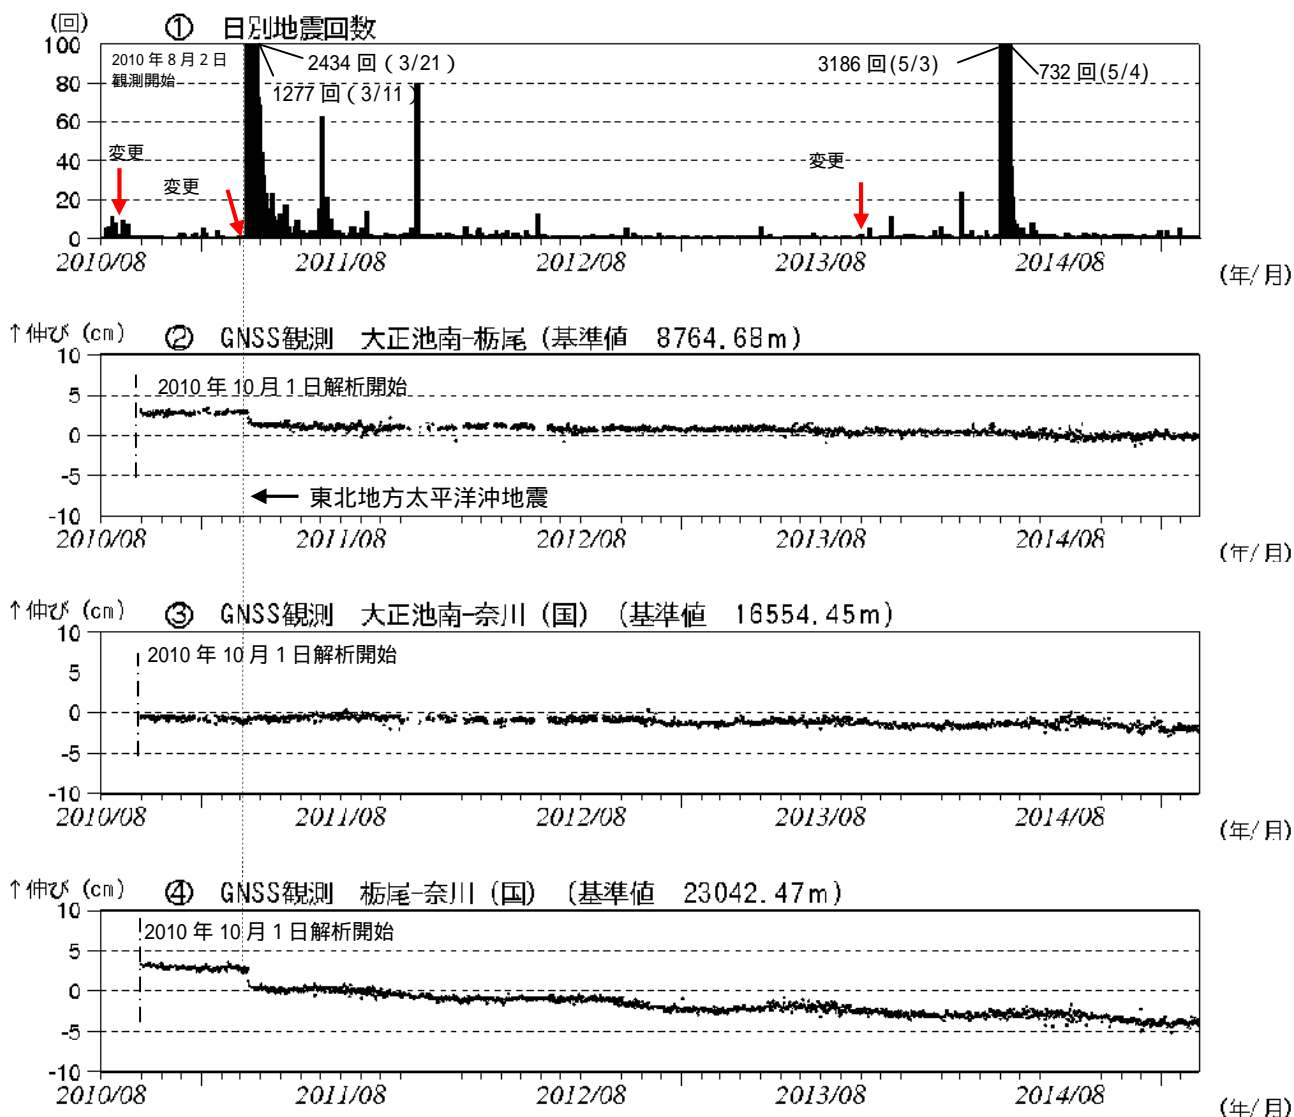 (回) ① 日別地震回数
100
80
60
40
20
0
2010年8月2日
観測開始
2434回（3/21）
1277回（3/11）
3186回(5/3)
732回(5/4)
変更
変更
変更
2010/08 2011/08 2012/08 2013/08 2014/08
(年/月)
↑伸び (cm) ② GNSS観測 大正池南-栃尾 (基準値 8764.68m)
10
5
0
-5
-10
2010年10月1日解析開始
← 東北地方太平洋沖地震
2010/08 2011/08 2012/08 2013/08 2014/08
(年/月)
↑伸び (cm) ③ GNSS観測 大正池南-奈川 (国) (基準値 16554.45m)
10
5
0
-5
-10
2010年10月1日解析開始
2010/08 2011/08 2012/08 2013/08 2014/08
(年/月)
↑伸び (cm) ④ GNSS観測 栃尾-奈川 (国) (基準値 23042.47m)
10
5
0
-5
-10
2010年10月1日解析開始
2010/08 2011/08 2012/08 2013/08 2014/08
(年/月)